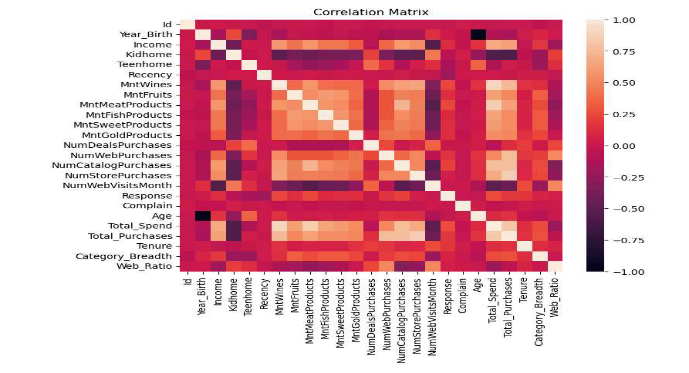 Correlation Matrix
Id
Year_Birth
Income
Kidhome
Teenhome
Recency
MntWines
MntFruits
MntMeatProducts
MntFishProducts
MntSweetProducts
MntGoldProducts
NumDealsPurchases
NumWebPurchases
NumCatalogPurchases
NumStorePurchases
NumWebVisitsMonth
Response
Complain
Age
Total_Spend
Total_Purchases
Tenure
Category_Breadth
Web_Ratio
Id
Year_Birth
Income
Kidhome
Teenhome
Recency
MntWines
MntFruits
MntMeatProducts
MntFishProducts
MntSweetProducts
MntGoldProducts
NumDealsPurchases
NumWebPurchases
NumCatalogPurchases
NumStorePurchases
NumWebVisitsMonth
Response
Complain
Age
Total_Spend
Total_Purchases
Tenure
Category_Breadth
Web_Ratio
1.00
0.75
0.50
0.25
0.00
−0.25
−0.50
−0.75
−1.00